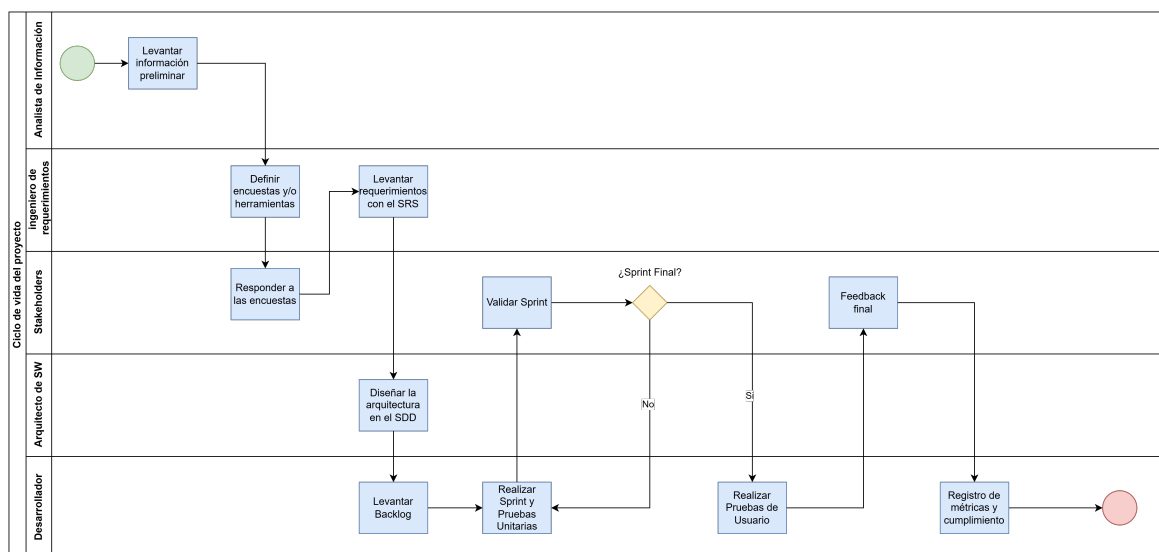 Ciclo de vida del proyecto
Analista de Información
Levantar
información
preliminar
ingeniero de
requerimientos
Definir
encuestas y/o
herramientas
Levantar
requerimientos
con el SRS
Stakeholders
Responder a
las encuestas
Validar Sprint
¿Sprint Final?
Feedback
final
Arquitecto de SW
Diseñar la
arquitectura
en el SDD
No
Si
Desarrollador
Levantar
Backlog
Realizar
Sprint y
Pruebas
Unitarias
Realizar
Pruebas de
Usuario
Registro de
métricas y
cumplimiento